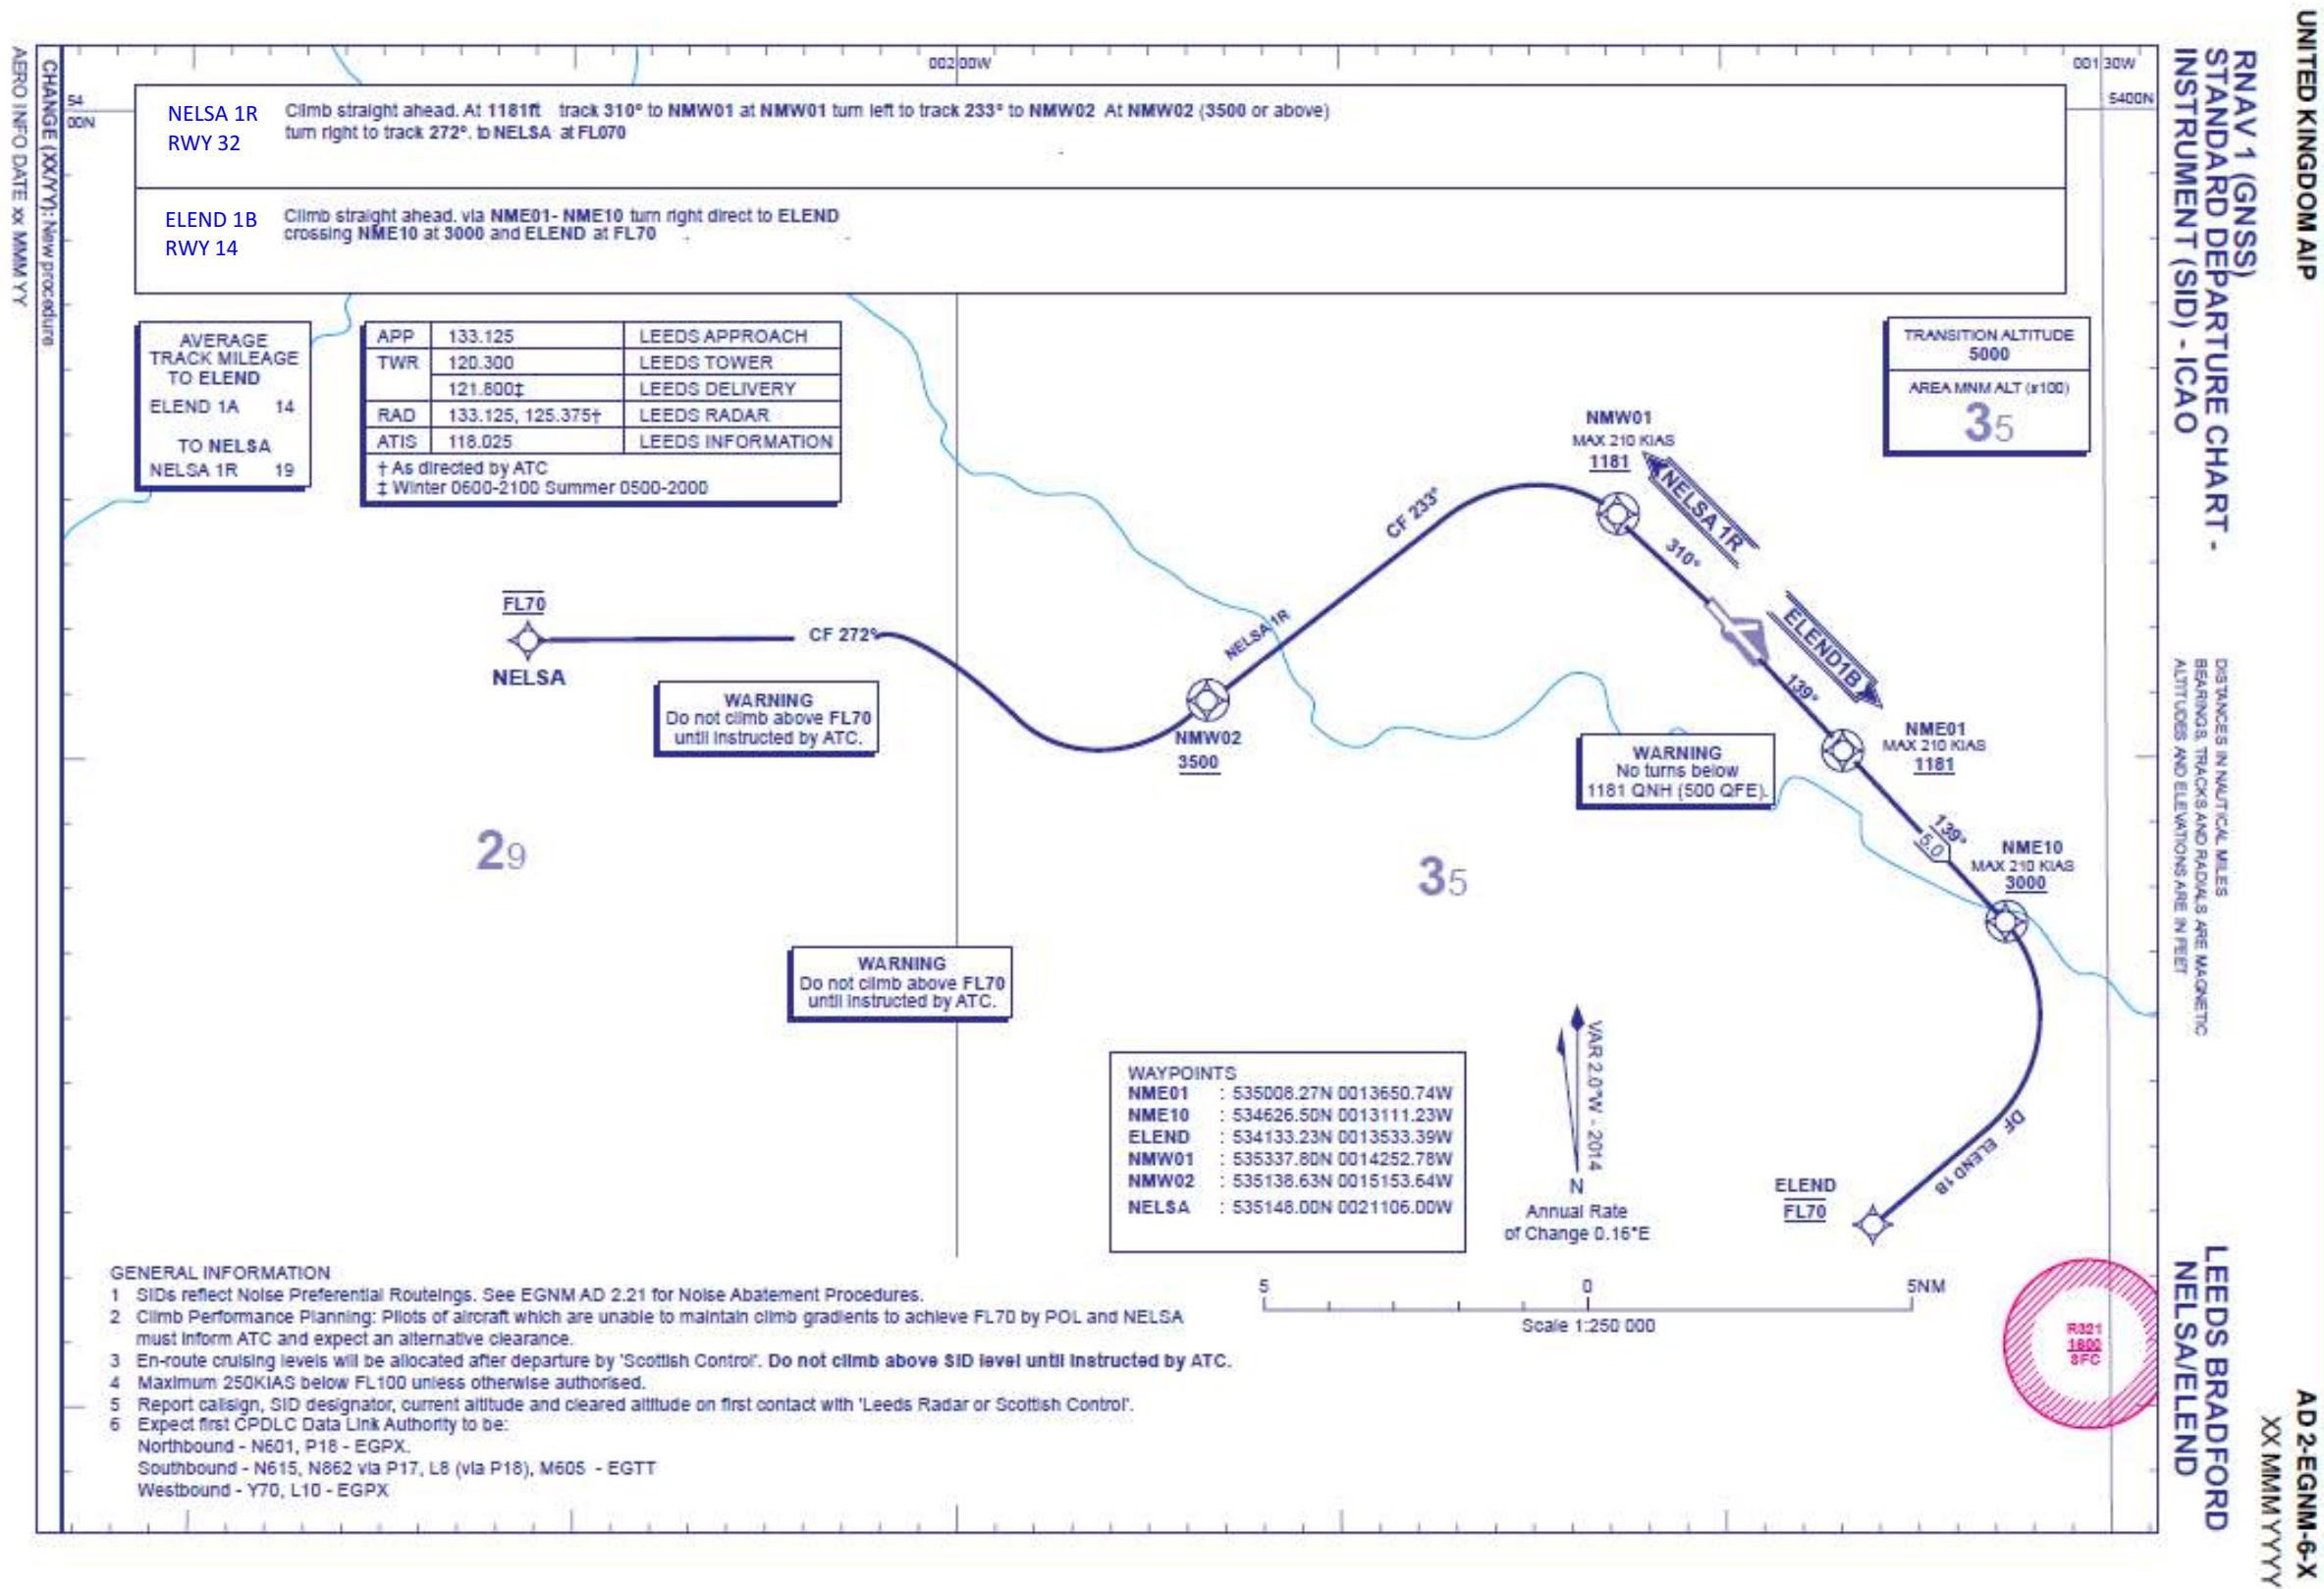 UNITED KINGDOM AIP
RNAV 1 (GNSS)
STANDARD DEPARTURE CHART -
INSTRUMENT (SID) - ICAO
DISTANCES IN NAUTICAL MILES
BEARINGS, TRACKS AND RADIALS ARE MAGNETIC
ALTITUDES AND ELEVATIONS ARE IN FEET
LEEDS BRADFORD
NELSA/ELEND
AD 2-EGNM-6-X
XX MMM YYYY
CHANGE (XX/YY): New procedure
AERO INFO DATE xx MMM YY
002 00W
001 30W
54
00N
5400N
NELSA 1R
RWY 32
Climb straight ahead. At 1181ft track 310° to NMW01 at NMW01 turn left to track 233° to NMW02 At NMW02 (3500 or above)
turn right to track 272°. to NELSA at FL070
ELEND 1B
RWY 14
Climb straight ahead. via NME01- NME10 turn right direct to ELEND
crossing NME10 at 3000 and ELEND at FL70
AVERAGE
TRACK MILEAGE
TO ELEND
ELEND 1A 14
TO NELSA
NELSA 1R 19
APP 133.125 LEEDS APPROACH
TWR 120.300 LEEDS TOWER
121.800‡ LEEDS DELIVERY
RAD 133.125, 125.375† LEEDS RADAR
ATIS 118.025 LEEDS INFORMATION
† As directed by ATC
‡ Winter 0600-2100 Summer 0500-2000
TRANSITION ALTITUDE
5000
AREA MNM ALT (x100)
35
NMW01
MAX 210 KIAS
1181
NELSA 1R
310°
CF 233°
NELSA 1R
ELEND1B
139°
FL70
NELSA
CF 272°
WARNING
Do not climb above FL70
until instructed by ATC.
NMW02
3500
WARNING
No turns below
1181 QNH (500 QFE).
NME01
MAX 210 KIAS
1181
139°
5.0
NME10
MAX 210 KIAS
3000
29
35
WARNING
Do not climb above FL70
until instructed by ATC.
WAYPOINTS
NME01 : 535008.27N 0013650.74W
NME10 : 534626.50N 0013111.23W
ELEND : 534133.23N 0013533.39W
NMW01 : 535337.80N 0014252.78W
NMW02 : 535138.63N 0015153.64W
NELSA : 535148.00N 0021106.00W
VAR 2.0°W - 2014
N
Annual Rate
of Change 0.16°E
DF ELEND 1B
ELEND
FL70
5 0 5NM
Scale 1:250 000
R321
1600
SFC
GENERAL INFORMATION
1 SIDs reflect Noise Preferential Routeings. See EGNM AD 2.21 for Noise Abatement Procedures.
2 Climb Performance Planning: Pilots of aircraft which are unable to maintain climb gradients to achieve FL70 by POL and NELSA
must inform ATC and expect an alternative clearance.
3 En-route cruising levels will be allocated after departure by 'Scottish Control'. Do not climb above SID level until instructed by ATC.
4 Maximum 250KIAS below FL100 unless otherwise authorised.
5 Report callsign, SID designator, current altitude and cleared altitude on first contact with 'Leeds Radar or Scottish Control'.
6 Expect first CPDLC Data Link Authority to be:
Northbound - N601, P18 - EGPX.
Southbound - N615, N862 via P17, L8 (via P18), M605 - EGTT
Westbound - Y70, L10 - EGPX